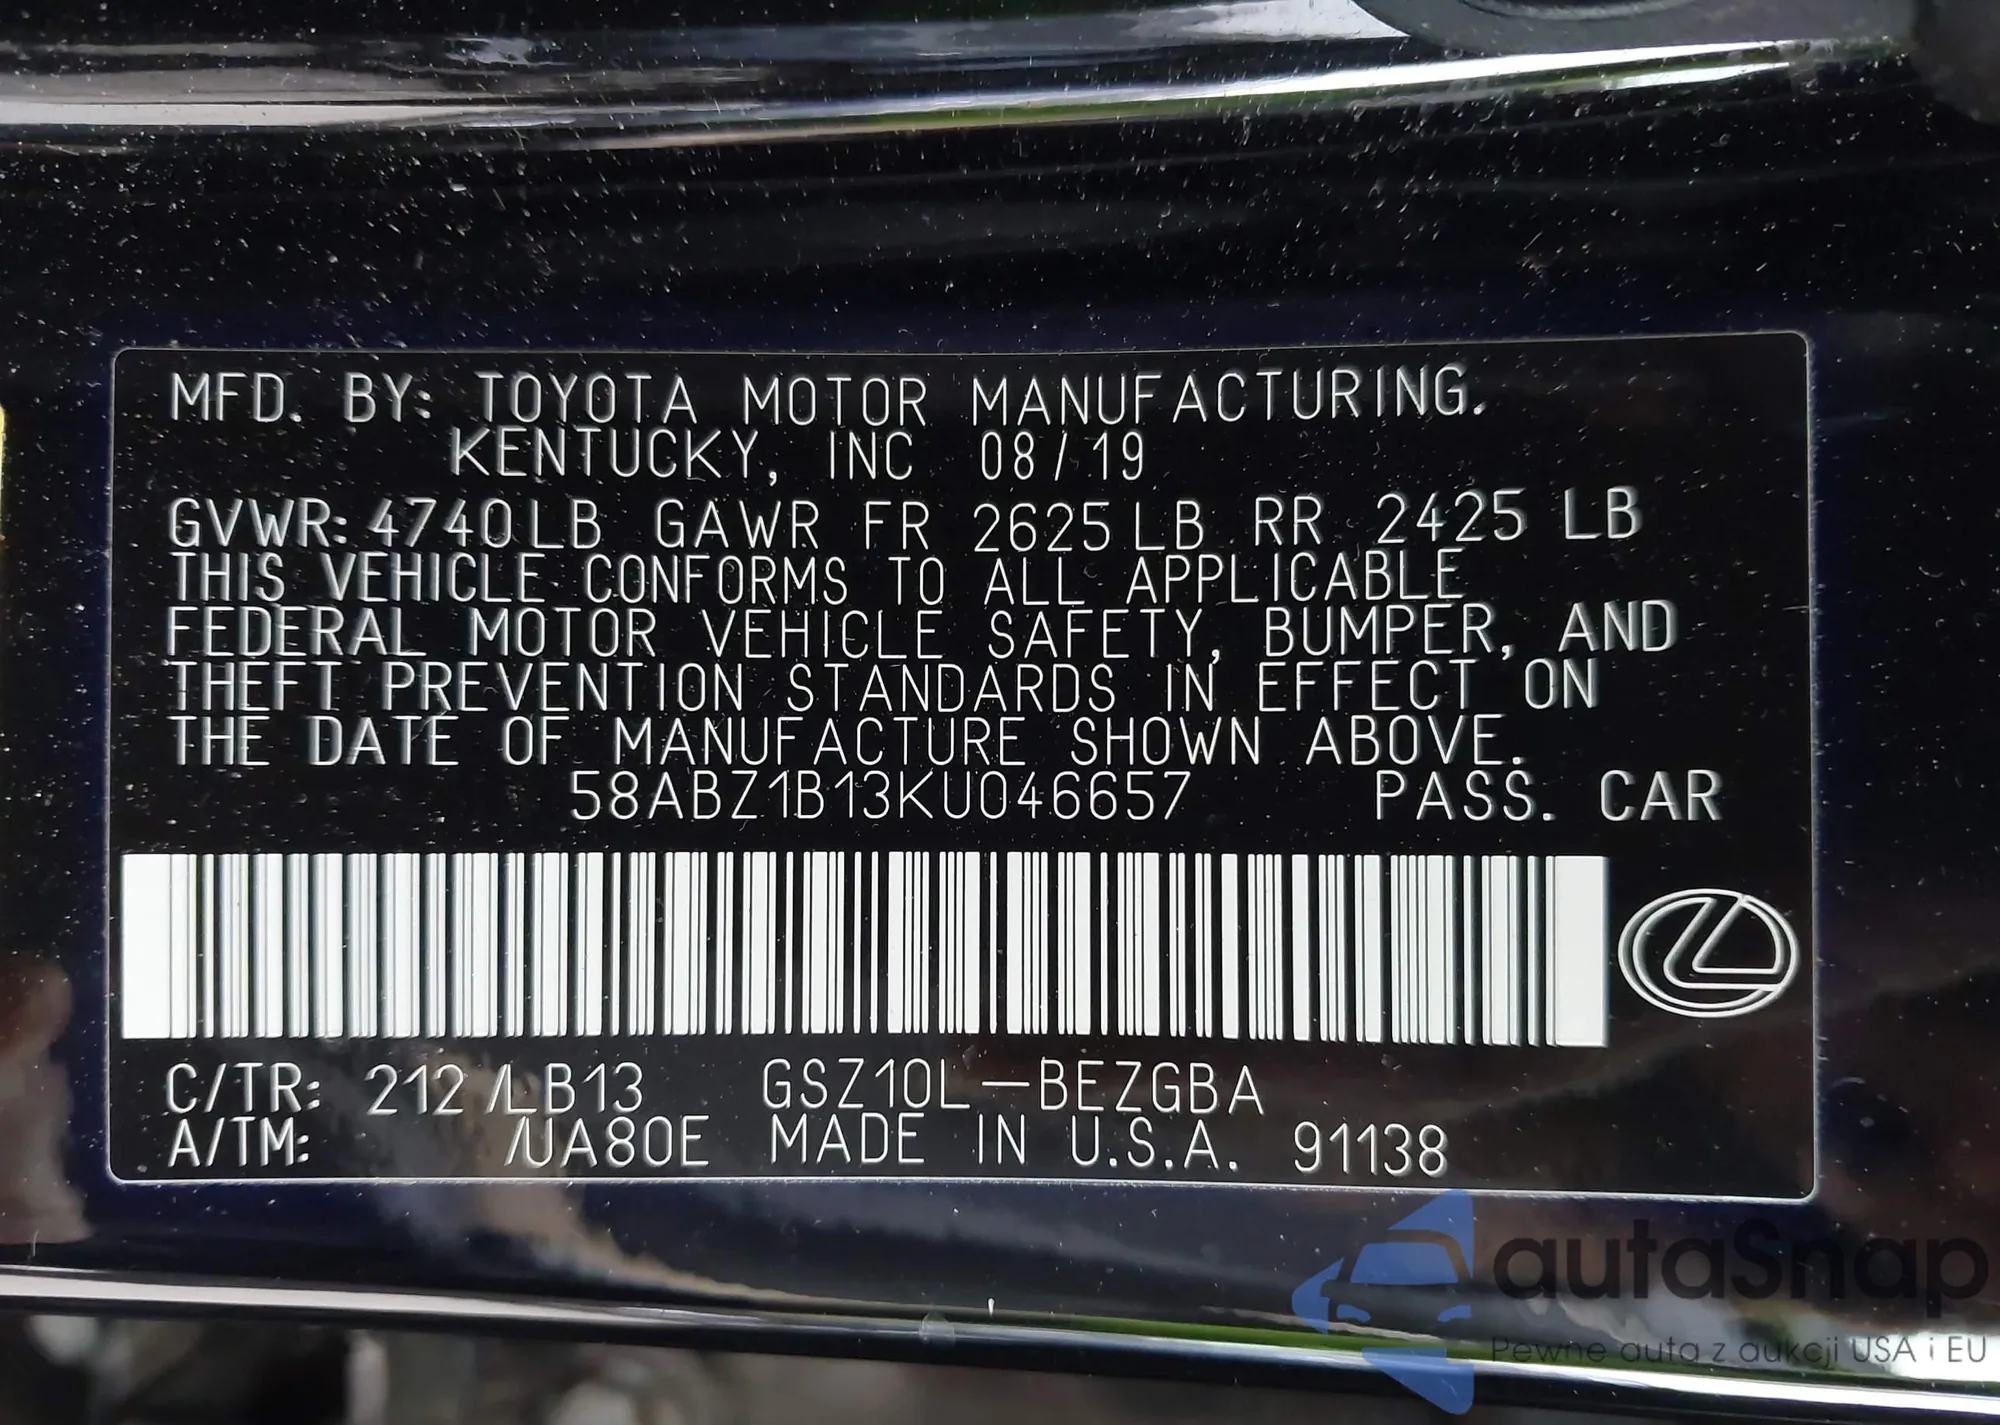 MFD. BY: TOYOTA MOTOR MANUFACTURING.
KENTUCKY, INC 08/19
GVWR: 4740LB GAWR FR 2625LB RR 2425 LB
THIS VEHICLE CONFORMS TO ALL APPLICABLE
FEDERAL MOTOR VEHICLE SAFETY, BUMPER, AND
THEFT PREVENTION STANDARDS IN EFFECT ON
THE DATE OF MANUFACTURE SHOWN ABOVE.
58ABZ1B13KU046657 PASS. CAR
C/TR: 212/LB13 GSZ10L-BEZGBA
A/TM: /UA80E MADE IN U.S.A. 91138
autaSnap
Pewne auta z aukcji USA i EU